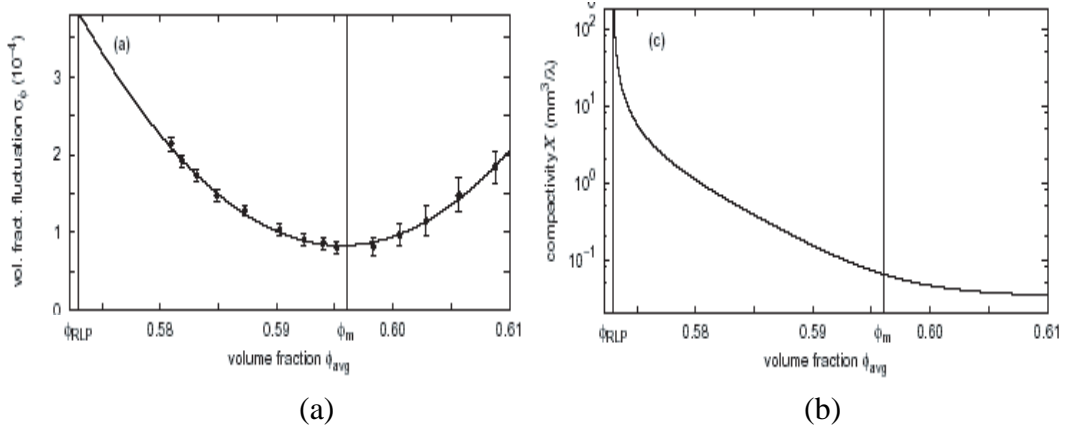 vol. fract. fluctuation σϕ (10⁻⁴)
(a)
3
2
1
0
ϕRLP 0.58 0.59 ϕm 0.60 0.61
volume fraction ϕavg
(a)
compactivity X (mm³/λ)
(c)
10²
10¹
10⁰
10⁻¹
ϕRLP 0.58 0.59 ϕm 0.60 0.61
volume fraction ϕavg
(b)